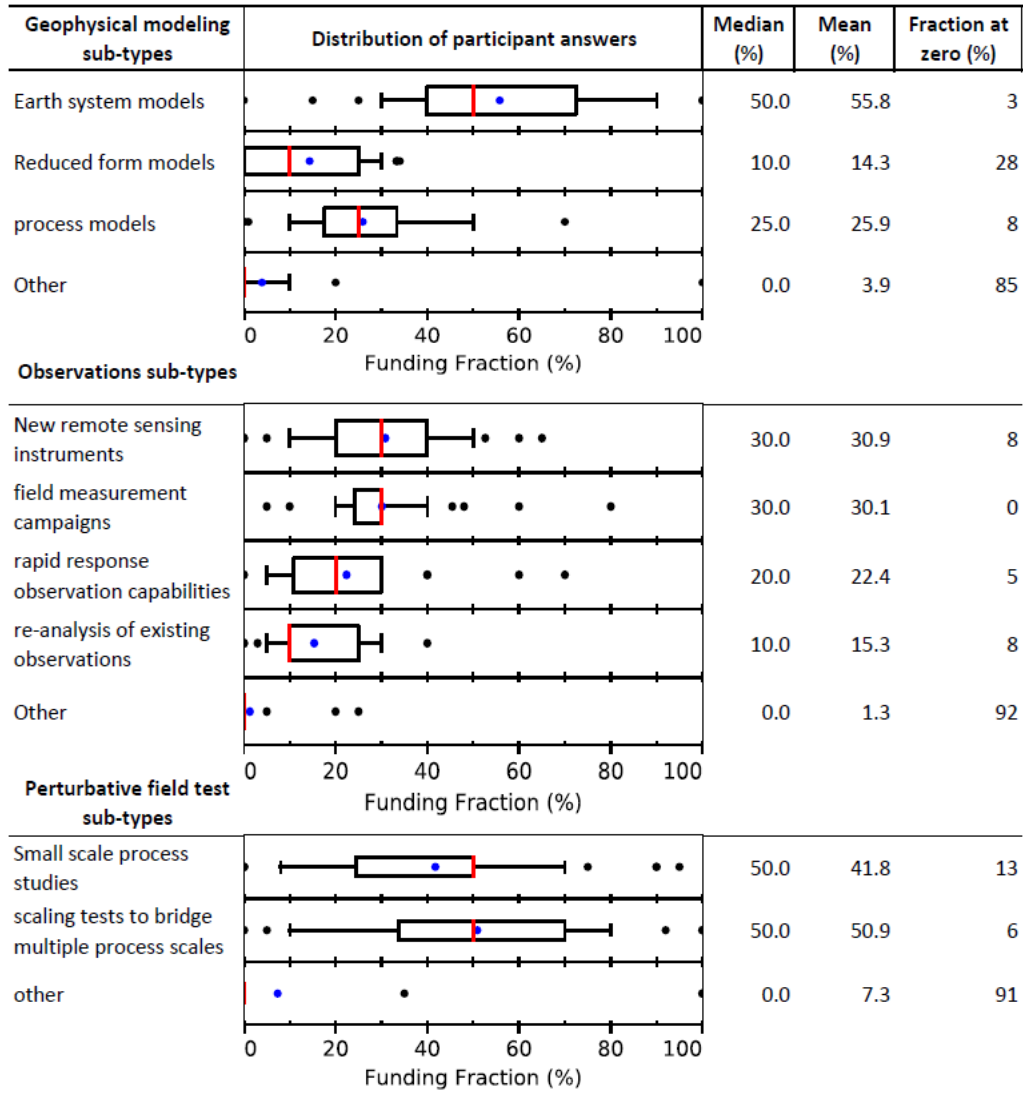 Geophysical modeling sub-types
Distribution of participant answers
Median (%)
Mean (%)
Fraction at zero (%)
Earth system models
50.0 55.8 3
Reduced form models
10.0 14.3 28
process models
25.0 25.9 8
Other
0.0 3.9 85
20 40 60 80 100
Funding Fraction (%)
Observations sub-types
New remote sensing
instruments
30.0 30.9 8
field measurement
campaigns
30.0 30.1 0
rapid response
observation capabilities
20.0 22.4 5
re-analysis of existing
observations
10.0 15.3 8
Other
0.0 1.3 92
0 20 40 60 80 100
Funding Fraction (%)
Perturbative field test
sub-types
Small scale process
studies
50.0 41.8 13
scaling tests to bridge
multiple process scales
50.0 50.9 6
other
0.0 7.3 91
0 20 40 60 80 100
Funding Fraction (%)